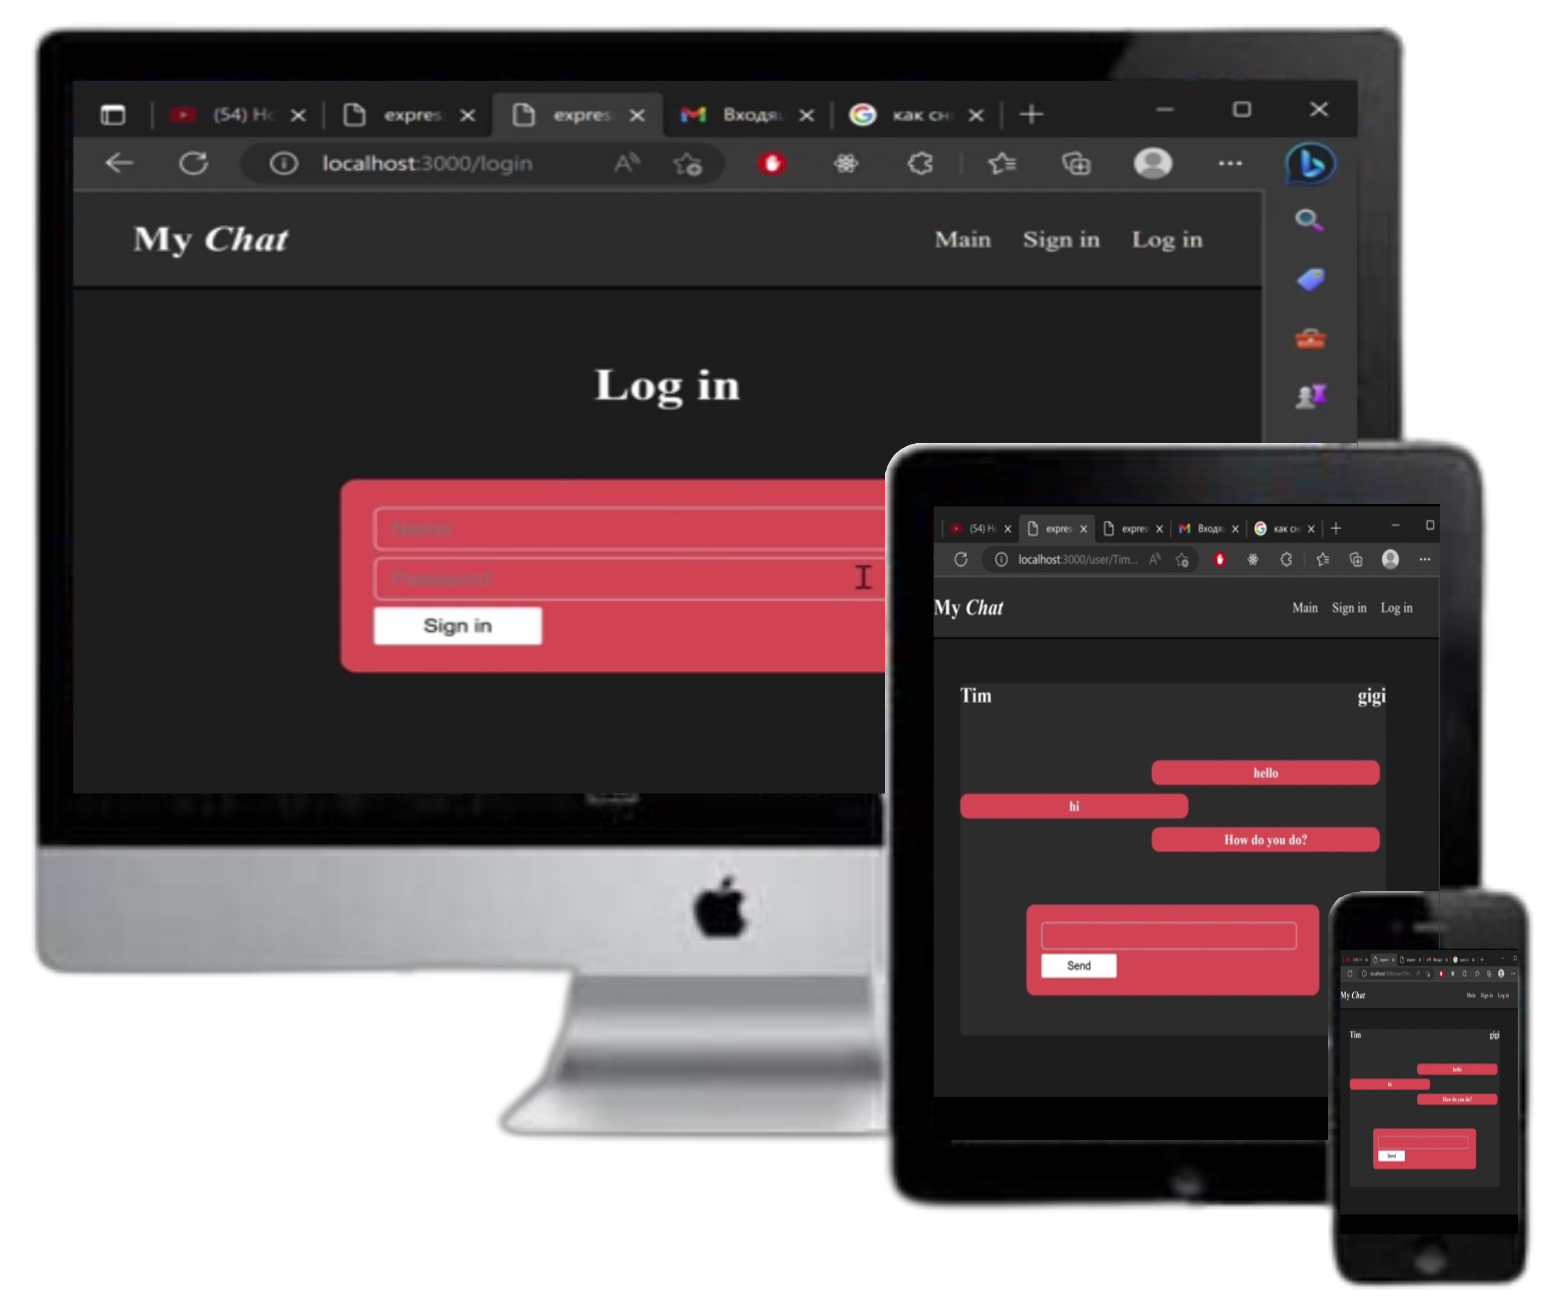 (54) Hc expres expres Входящ как сн
localhost:3000/login
My Chat Main Sign in Log in
Log in
Name
Password
Sign in
(54) Hc expres expres Входящ как сн
localhost:3000/user/Tim...
My Chat Main Sign in Log in
Tim gigi
hello
hi
How do you do?
Send
My Chat Main Sign in Log in
Tim gigi
hello
hi
How do you do?
Send